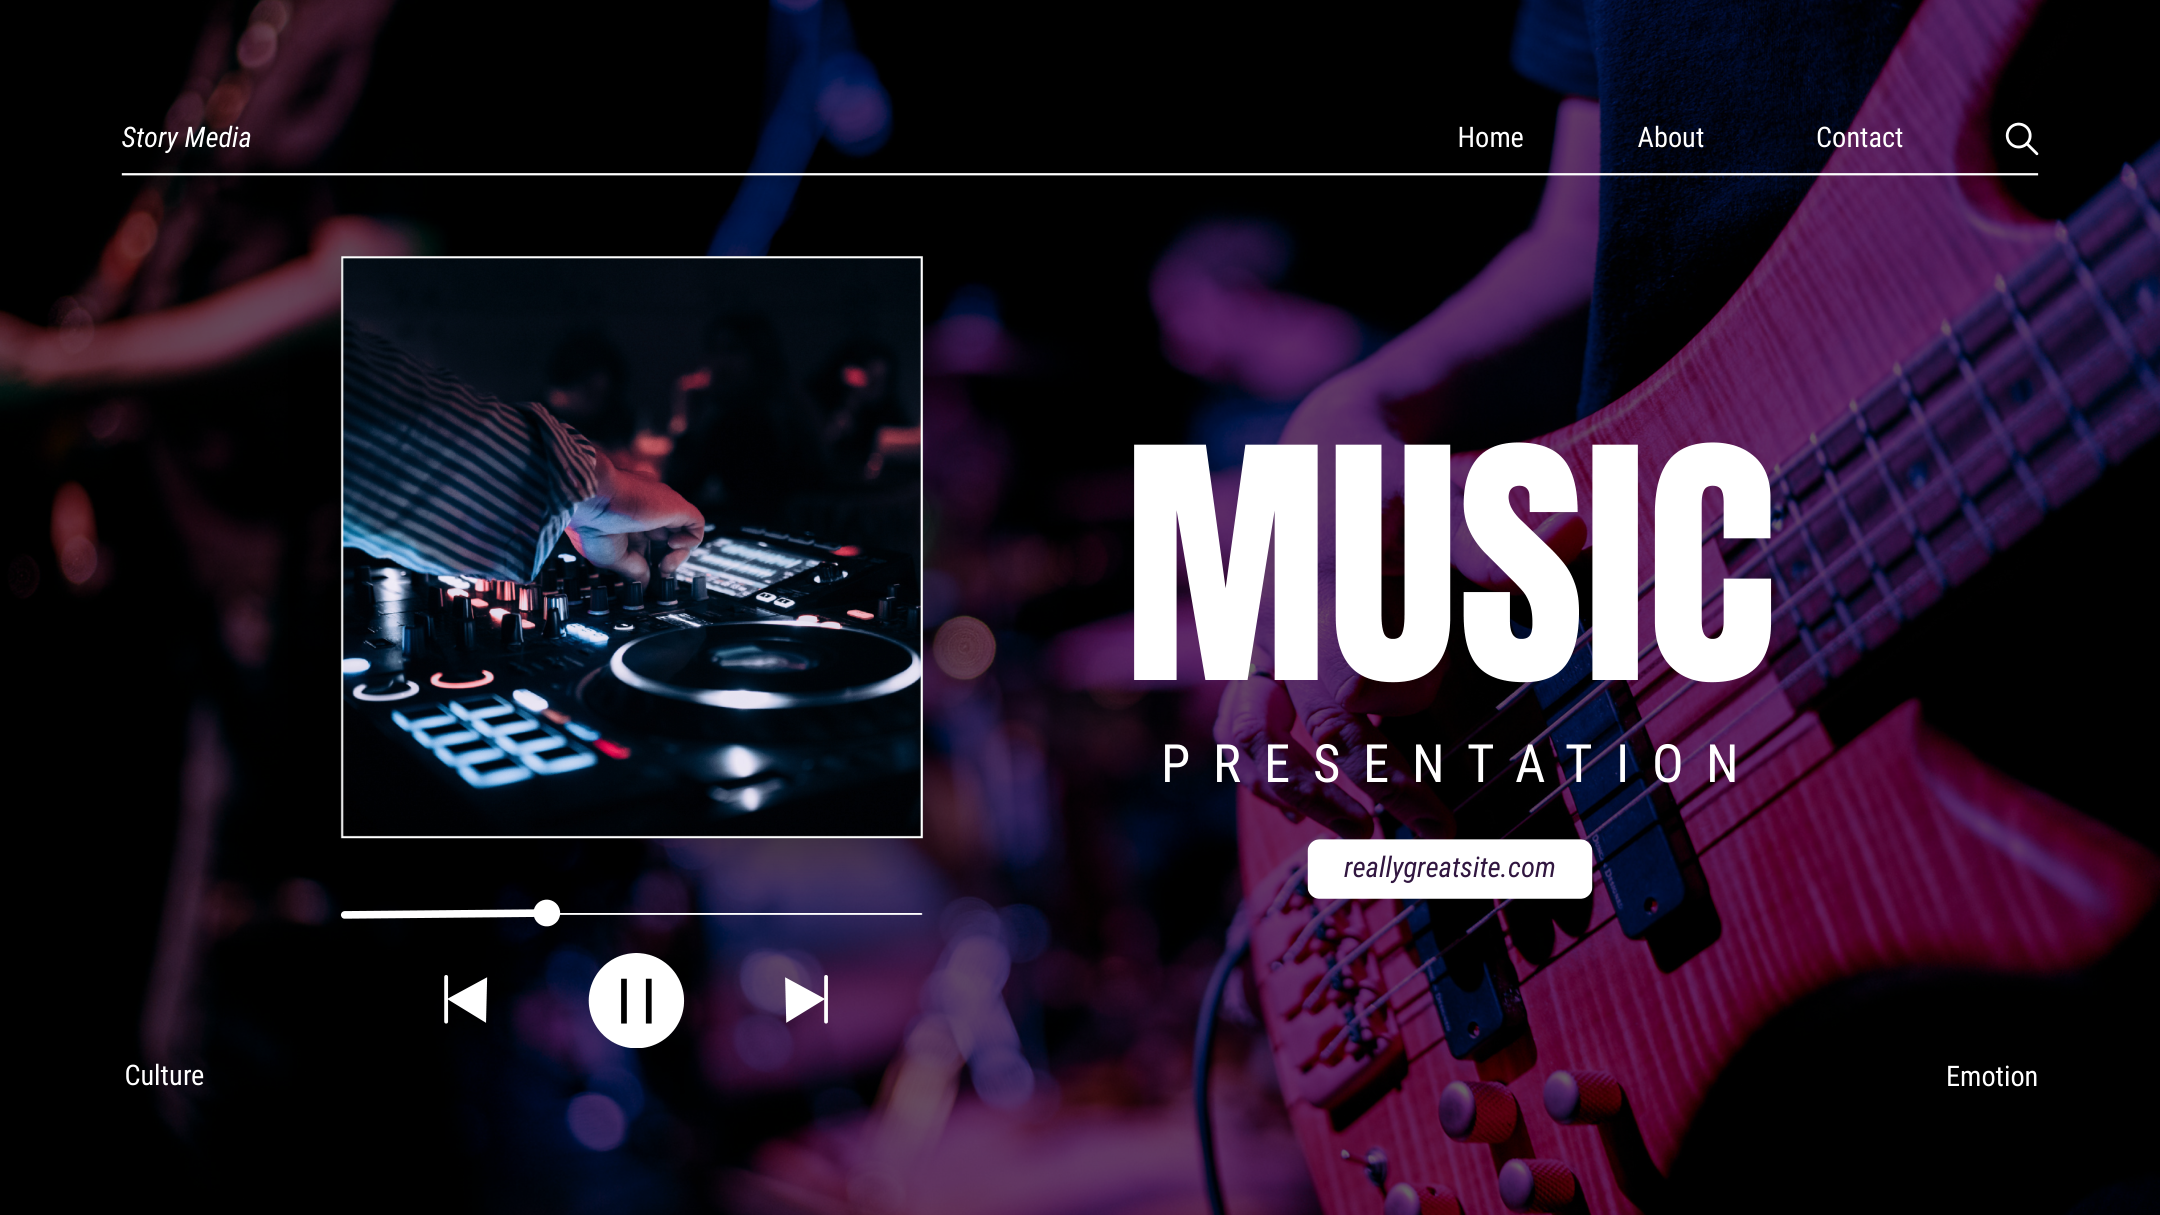 Story Media
Home About Contact
MUSIC
PRESENTATION
reallygreatsite.com
Culture
Emotion